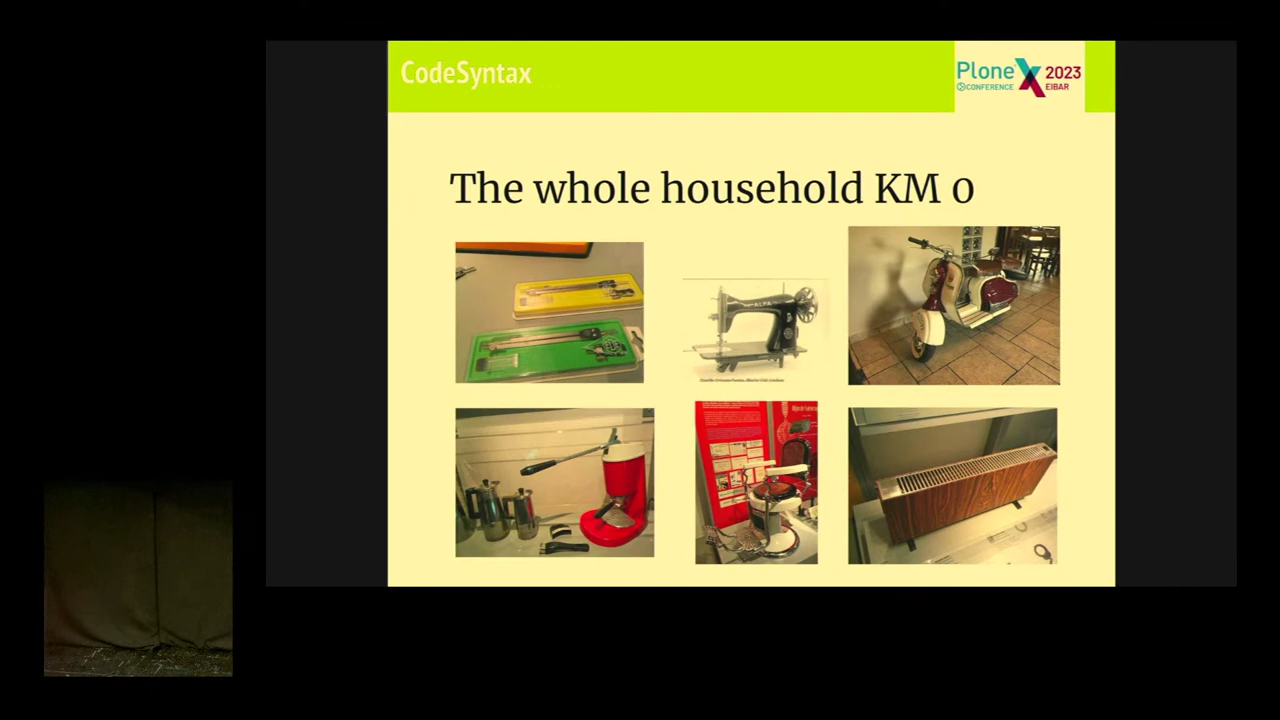 CodeSyntax
Plone
CONFERENCE
2023
EIBAR
The whole household KM 0
ALFA